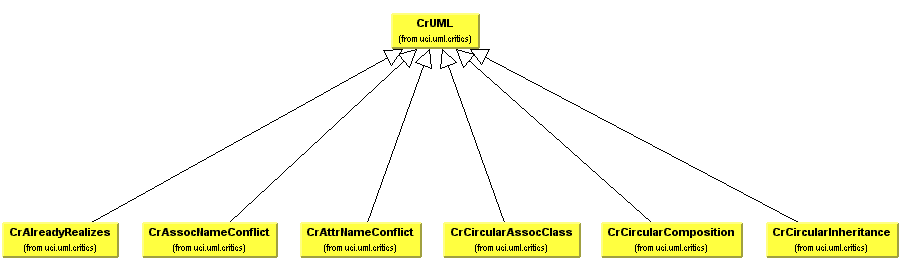 CrUML
(from uci.uml.critics)
CrAlreadyRealizes
(from uci.uml.critics)
CrAssocNameConflict
(from uci.uml.critics)
CrAttrNameConflict
(from uci.uml.critics)
CrCircularAssocClass
(from uci.uml.critics)
CrCircularComposition
(from uci.uml.critics)
CrCircularInheritance
(from uci.uml.critics)